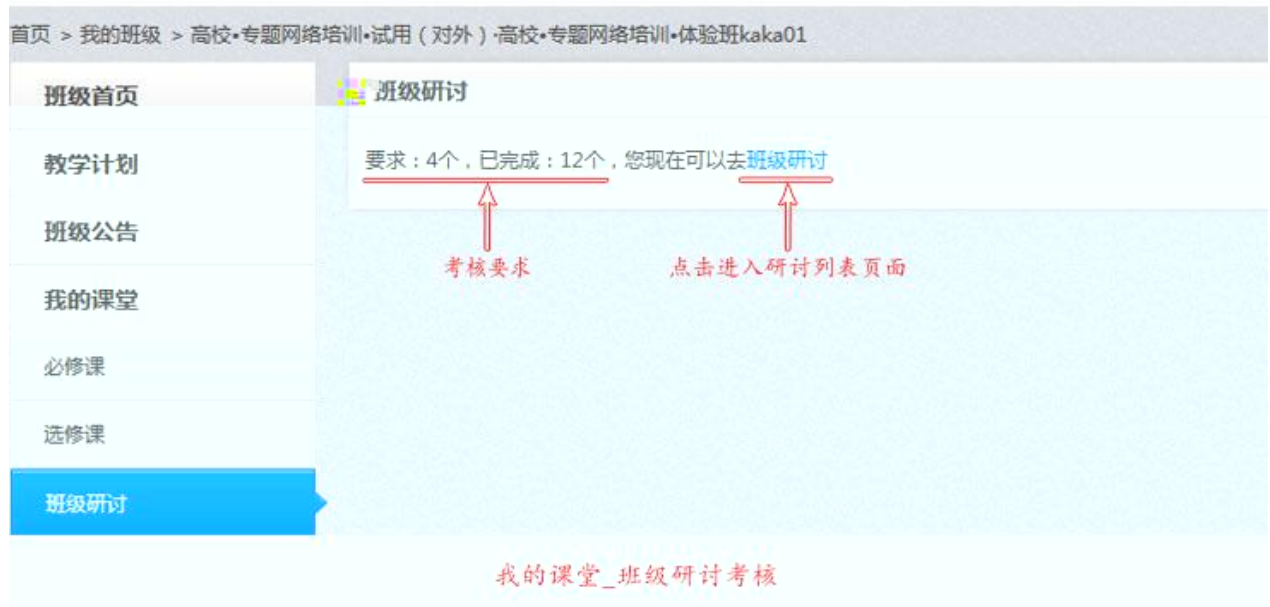 首页 > 我的班级 > 高校•专题网络培训•试用（对外）·高校•专题网络培训•体验班kaka01
班级首页
班级研讨
教学计划
要求：4个，已完成：12个，您现在可以去班级研讨
班级公告
考核要求
点击进入研讨列表页面
我的课堂
必修课
选修课
班级研讨
我的课堂_班级研讨考核